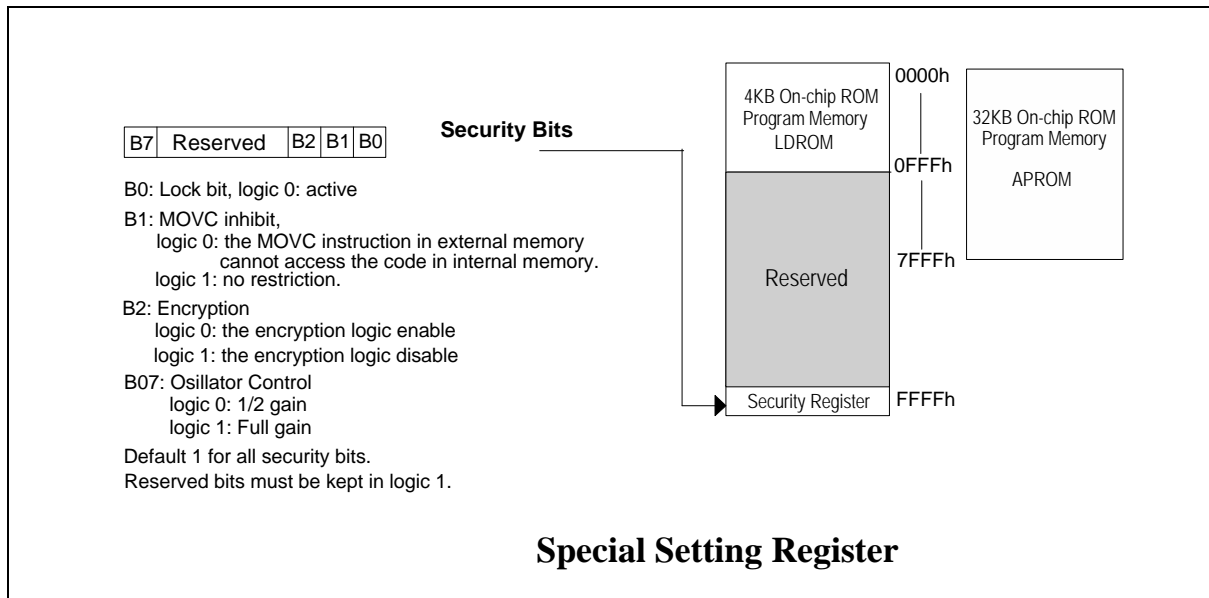 B7 Reserved B2 B1 B0
Security Bits
B0: Lock bit, logic 0: active
B1: MOVC inhibit,
logic 0: the MOVC instruction in external memory
cannot access the code in internal memory.
logic 1: no restriction.
B2: Encryption
logic 0: the encryption logic enable
logic 1: the encryption logic disable
B07: Osillator Control
logic 0: 1/2 gain
logic 1: Full gain
Default 1 for all security bits.
Reserved bits must be kept in logic 1.
4KB On-chip ROM
Program Memory
LDROM
Reserved
Security Register
0000h
0FFFh
7FFFh
FFFFh
32KB On-chip ROM
Program Memory
APROM
Special Setting Register